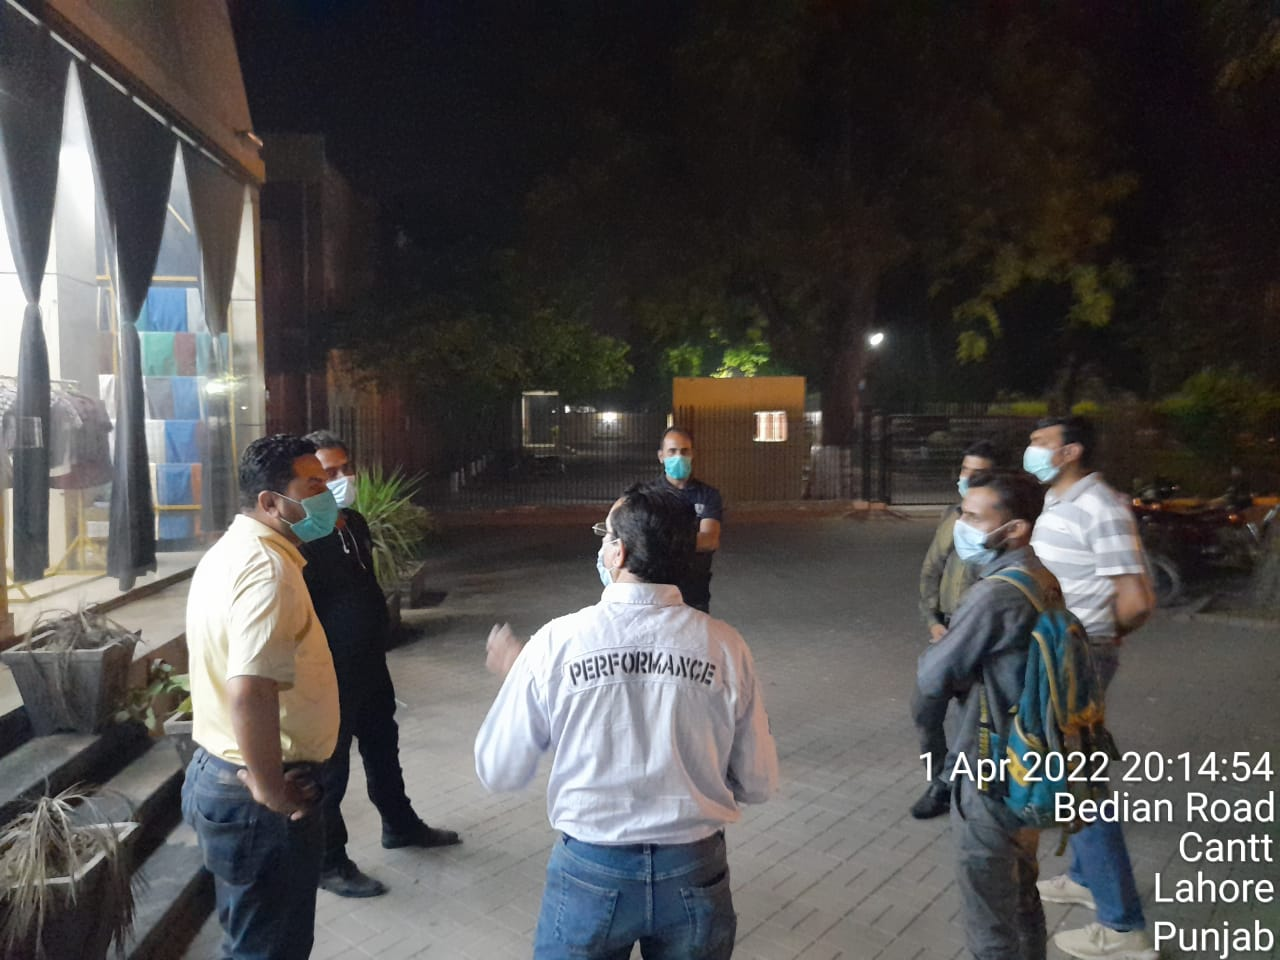 PERFORMANCE
1 Apr 2022 20:14:54
Bedian Road
Cantt
Lahore
Punjab